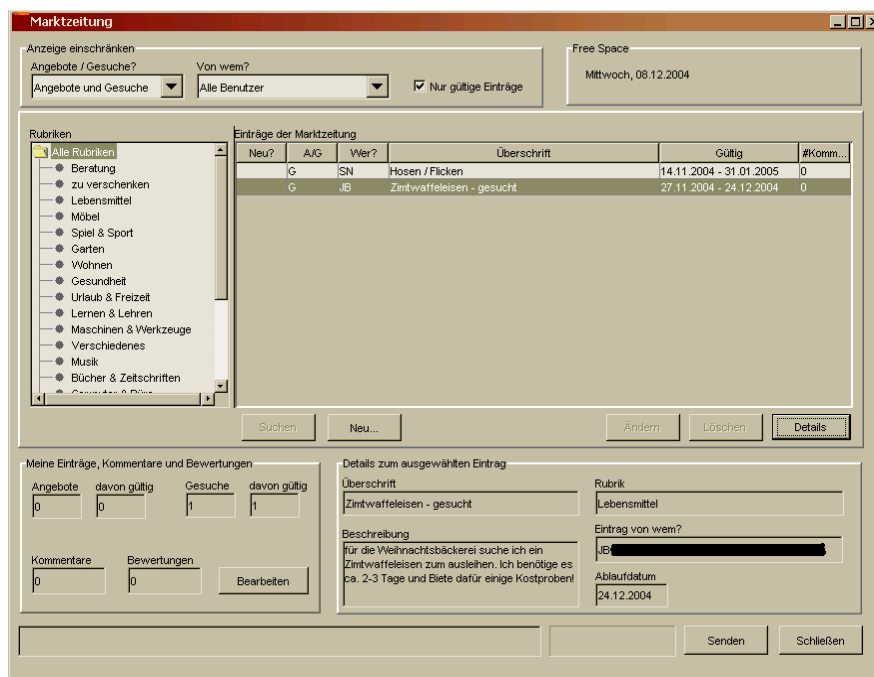 Marktzeitung
Anzeige einschränken
Angebote / Gesuche?
Von wem?
Angebote und Gesuche
Alle Benutzer
Nur gültige Einträge
Free Space
Mittwoch, 08.12.2004
Rubriken
Alle Rubriken
Beratung
zu verschenken
Lebensmittel
Möbel
Spiel & Sport
Garten
Wohnen
Gesundheit
Urlaub & Freizeit
Lernen & Lehren
Maschinen & Werkzeuge
Verschiedenes
Musik
Bücher & Zeitschriften
Einträge der Marktzeitung
Neu? A/G Wer? Überschrift Gültig #Komm...
G SN Hosen / Flicken 14.11.2004 - 31.01.2005 0
G JB Zimtwaffeleisen - gesucht 27.11.2004 - 24.12.2004 0
Suchen Neu... Ändern Löschen Details
Meine Einträge, Kommentare und Bewertungen
Angebote davon gültig Gesuche davon gültig
0 0 1 1
Kommentare Bewertungen
0 0 Bearbeiten
Details zum ausgewählten Eintrag
Überschrift
Zimtwaffeleisen - gesucht
Beschreibung
für die Weihnachtsbäckerei suche ich ein
Zimtwaffeleisen zum ausleihen. Ich benötige es
ca. 2-3 Tage und Biete dafür einige Kostproben!
Rubrik
Lebensmittel
Eintrag von wem?
JB
Ablaufdatum
24.12.2004
Senden Schließen